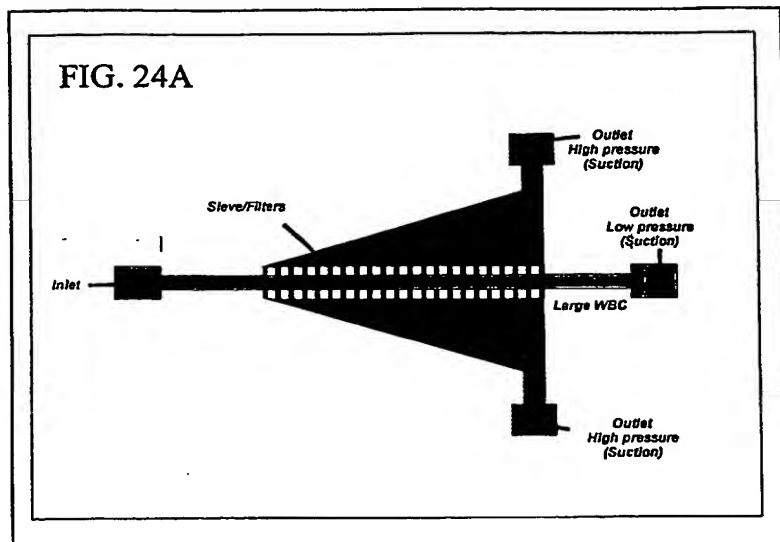 FIG. 24A
Outlet
High pressure
(Suction)
Sieve/Filters
Outlet
Low pressure
(Suction)
Inlet
Large WBC
Outlet
High pressure
(Suction)